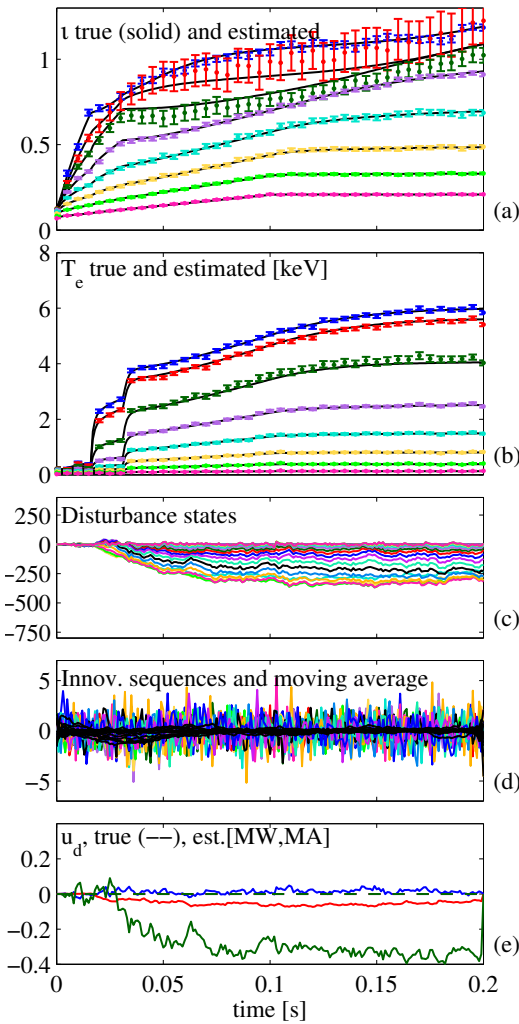 ι true (solid) and estimated
1
0.5
0
(a)
T_e true and estimated [keV]
8
6
4
2
0
(b)
Disturbance states
250
0
−250
−500
−750
(c)
Innov. sequences and moving average
5
0
−5
(d)
u_d, true (−−), est.[MW,MA]
0.2
0
−0.2
−0.4
(e)
0 0.05 0.1 0.15 0.2
time [s]